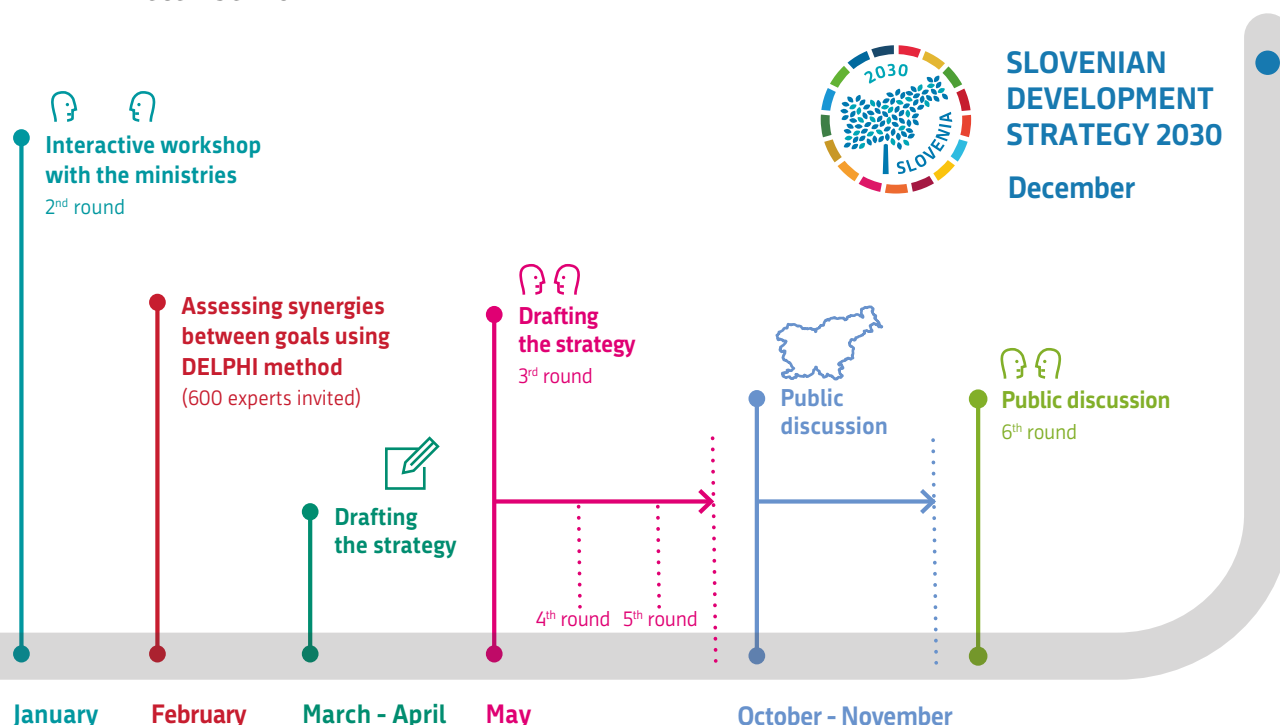 2030
SLOVENIA
SLOVENIAN
DEVELOPMENT
STRATEGY 2030
December
Interactive workshop
with the ministries
2nd round
Assessing synergies
between goals using
DELPHI method
(600 experts invited)
Drafting
the strategy
3rd round
Public
discussion
Public discussion
6th round
Drafting
the strategy
4th round 5th round
January February March - April May October - November